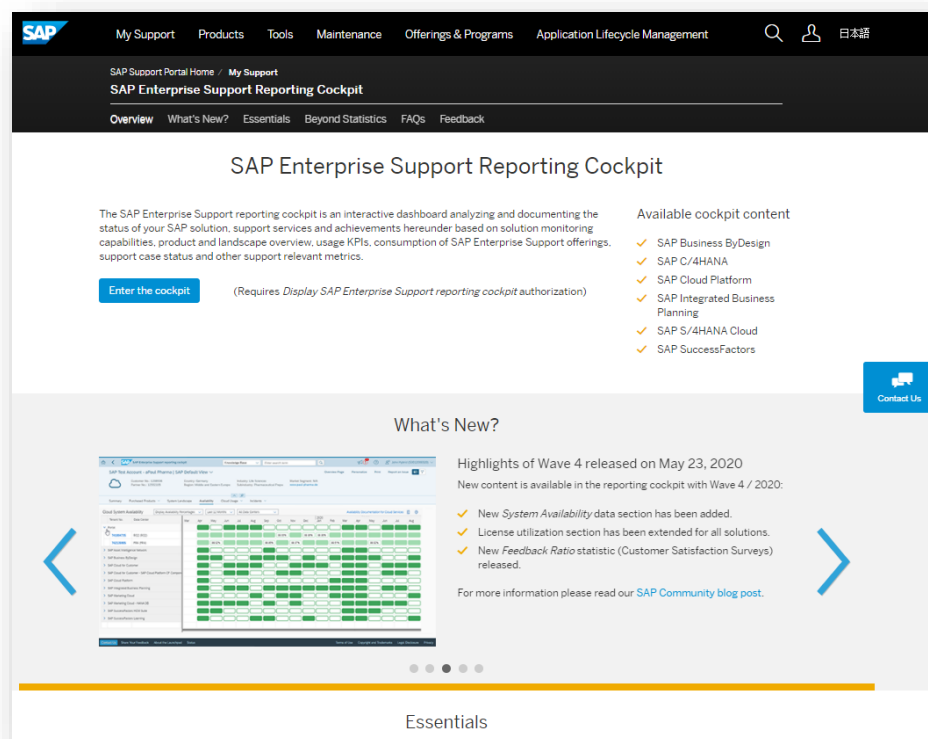 SAP
My Support Products Tools Maintenance Offerings & Programs Application Lifecycle Management 日本語
SAP Support Portal Home / My Support
SAP Enterprise Support Reporting Cockpit
Overview What's New? Essentials Beyond Statistics FAQs Feedback
SAP Enterprise Support Reporting Cockpit
The SAP Enterprise Support reporting cockpit is an interactive dashboard analyzing and documenting the
status of your SAP solution, support services and achievements hereunder based on solution monitoring
capabilities, product and landscape overview, usage KPIs, consumption of SAP Enterprise Support offerings,
support case status and other support relevant metrics.
Enter the cockpit (Requires Display SAP Enterprise Support reporting cockpit authorization)
Available cockpit content
SAP Business ByDesign
SAP C/4HANA
SAP Cloud Platform
SAP Integrated Business
Planning
SAP S/4HANA Cloud
SAP SuccessFactors
Contact Us
What's New?
Highlights of Wave 4 released on May 23, 2020
New content is available in the reporting cockpit with Wave 4 / 2020:
New System Availability data section has been added.
License utilization section has been extended for all solutions.
New Feedback Ratio statistic (Customer Satisfaction Surveys)
released.
For more information please read our SAP Community blog post.
Essentials